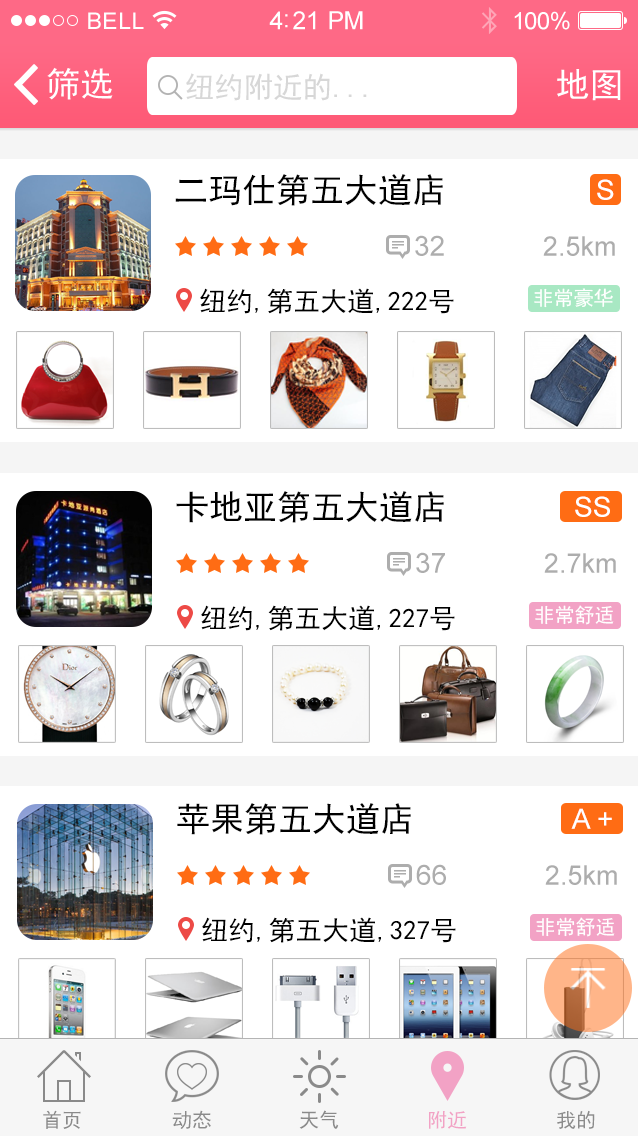 BELL 4:21 PM 100%
筛选 纽约附近的... 地图
二玛仕第五大道店 S
32 2.5km
纽约, 第五大道, 222号 非常豪华
卡地亚第五大道店 SS
37 2.7km
纽约, 第五大道, 227号 非常舒适
Dior
苹果第五大道店 A+
66 2.5km
纽约, 第五大道, 327号 非常舒适
首页 动态 天气 附近 我的